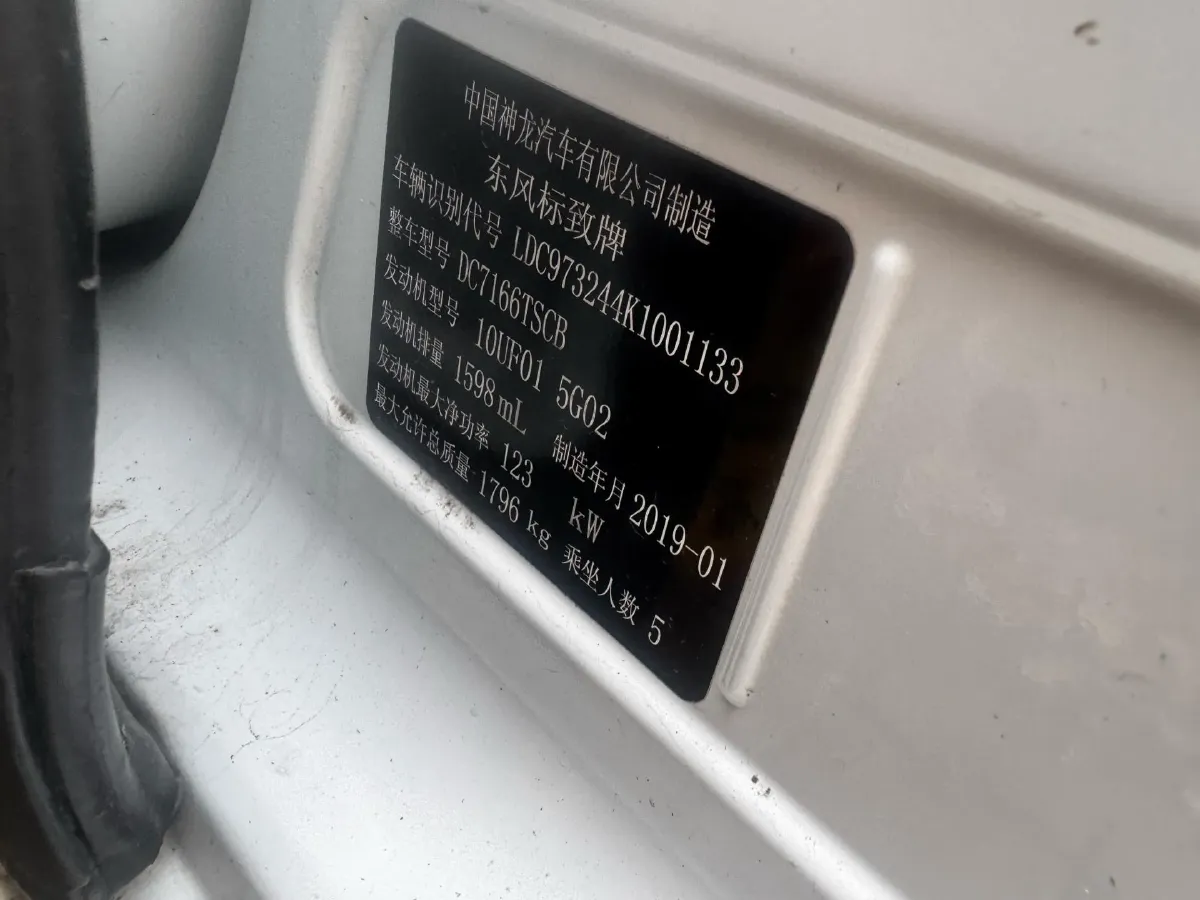 中国神龙汽车有限公司制造
东风标致牌
车辆识别代号 LDC973244K1001133
整车型号 DC7166TSCB
发动机型号 10UF01 5G02
发动机排量 1598 mL 制造年月 2019-01
发动机最大净功率 123 kW
最大允许总质量 1796 kg 乘坐人数 5